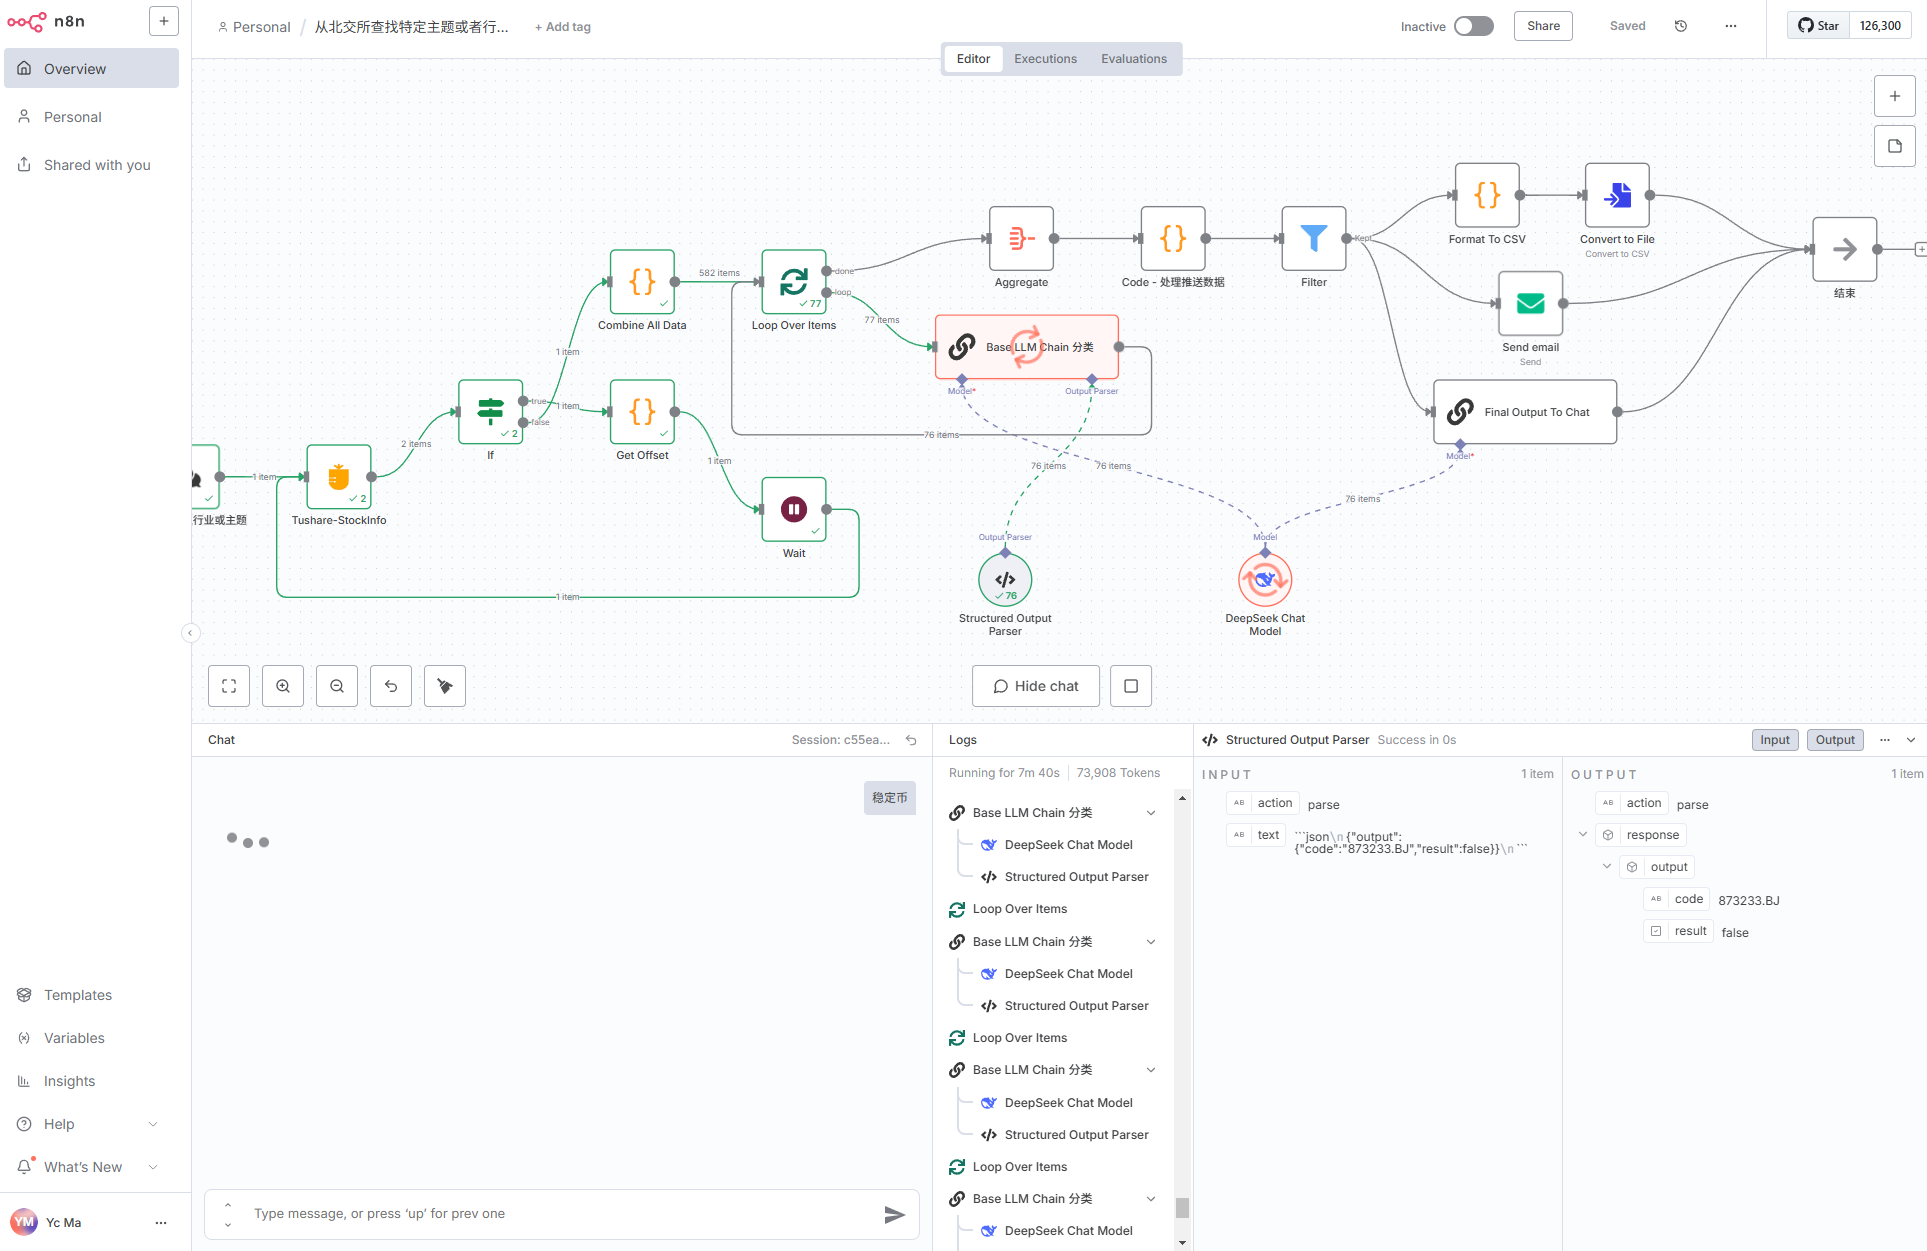 n8n
+
Overview
Personal
Shared with you
Templates
Variables
Insights
Help
What's New
YM
Yc Ma
Personal
/
从北交所查找特定主题或者行...
+ Add tag
Inactive
Share
Saved
Star
126,300
Editor
Executions
Evaluations
行业或主题
1 item
2
Tushare-StockInfo
2 items
true
false
2
If
1 item
1 item
Combine All Data
582 items
Get Offset
1 item
Wait
1 item
done
loop
77
Loop Over Items
77 items
Base LLM Chain 分类
Model*
Output Parser
76 items
76 items
76 items
76 items
Aggregate
Code - 处理推送数据
Filter
Kept
Format To CSV
Convert to File
Convert to CSV
Send email
Send
Final Output To Chat
Model*
结束
Output Parser
76
Structured Output
Parser
Model
DeepSeek Chat
Model
Hide chat
Chat
Session: c55ea...
稳定币
Type message, or press 'up' for prev one
Logs
Running for 7m 40s
73,908 Tokens
Base LLM Chain 分类
DeepSeek Chat Model
Structured Output Parser
Loop Over Items
Base LLM Chain 分类
DeepSeek Chat Model
Structured Output Parser
Loop Over Items
Base LLM Chain 分类
DeepSeek Chat Model
Structured Output Parser
Loop Over Items
Base LLM Chain 分类
DeepSeek Chat Model
Structured Output Parser
Success in 0s
Input
Output
INPUT
1 item
AB action parse
AB text ```json\n{"output":
{"code":"873233.BJ","result":false}}\n```
OUTPUT
1 item
AB action parse
response
output
AB code 873233.BJ
result false